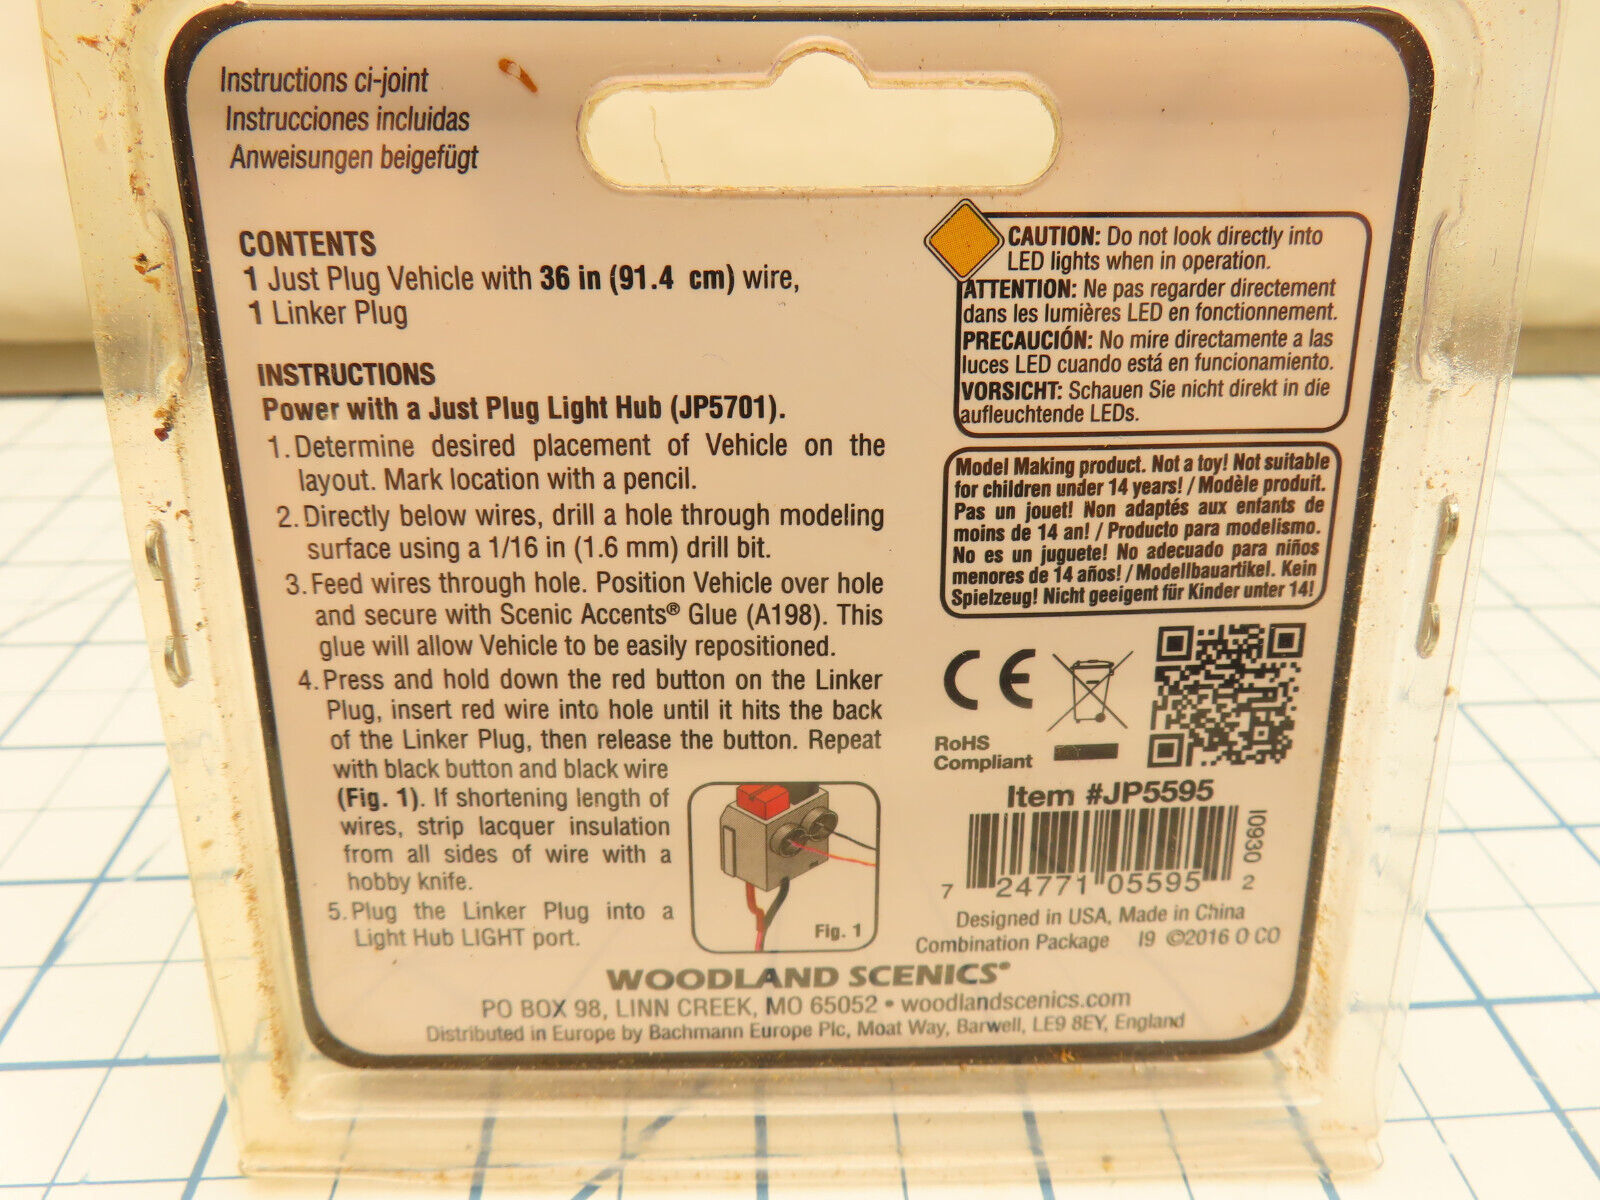 Instructions ci-joint
Instrucciones incluidas
Anweisungen beigefügt
CONTENTS
1 Just Plug Vehicle with 36 in (91.4 cm) wire,
1 Linker Plug
INSTRUCTIONS
Power with a Just Plug Light Hub (JP5701).
1. Determine desired placement of Vehicle on the
layout. Mark location with a pencil.
2. Directly below wires, drill a hole through modeling
surface using a 1/16 in (1.6 mm) drill bit.
3. Feed wires through hole. Position Vehicle over hole
and secure with Scenic Accents® Glue (A198). This
glue will allow Vehicle to be easily repositioned.
4. Press and hold down the red button on the Linker
Plug, insert red wire into hole until it hits the back
of the Linker Plug, then release the button. Repeat
with black button and black wire
(Fig. 1). If shortening length of
wires, strip lacquer insulation
from all sides of wire with a
hobby knife.
5. Plug the Linker Plug into a
Light Hub LIGHT port.
Fig. 1
CAUTION: Do not look directly into
LED lights when in operation.
ATTENTION: Ne pas regarder directement
dans les lumières LED en fonctionnement.
PRECAUCIÓN: No mire directamente a las
luces LED cuando está en funcionamiento.
VORSICHT: Schauen Sie nicht direkt in die
aufleuchtende LEDs.
Model Making product. Not a toy! Not suitable
for children under 14 years! / Modèle produit.
Pas un jouet! Non adaptés aux enfants de
moins de 14 an! / Producto para modelismo.
No es un juguete! No adecuado para niños
menores de 14 años! / Modellbauartikel. Kein
Spielzeug! Nicht geeigent für Kinder unter 14!
CE
RoHS
Compliant
Item #JP5595
I0930
7 24771 05595 2
Designed in USA, Made in China
Combination Package I9 ©2016 O CO
WOODLAND SCENICS®
PO BOX 98, LINN CREEK, MO 65052 • woodlandscenics.com
Distributed in Europe by Bachmann Europe Plc, Moat Way, Barwell, LE9 8EY, England